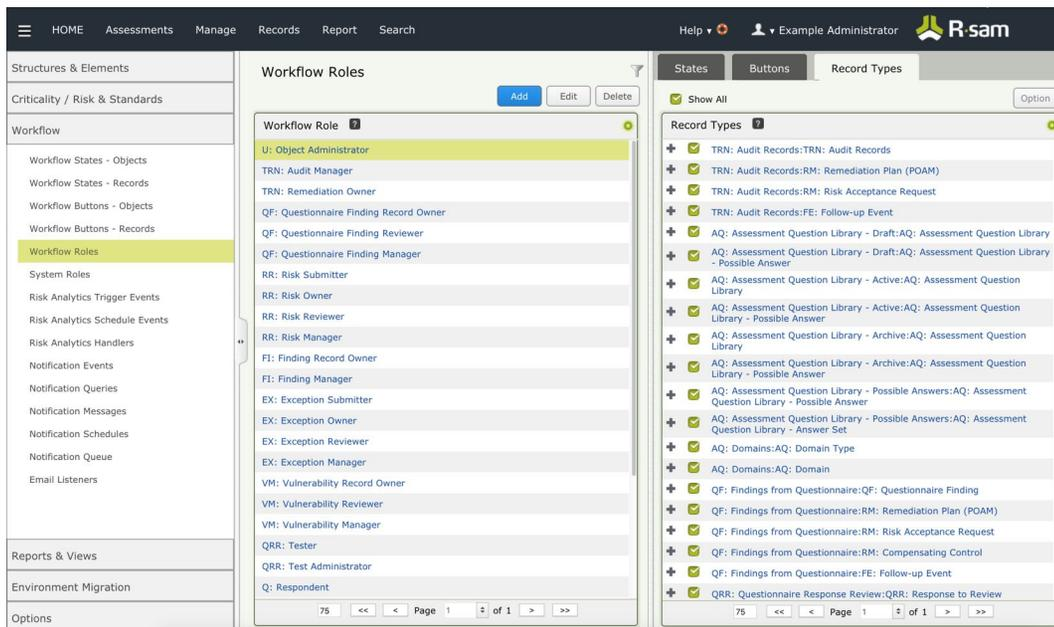 HOME Assessments Manage Records Report Search Help Example Administrator R·sam
Structures & Elements
Criticality / Risk & Standards
Workflow
Workflow States - Objects
Workflow States - Records
Workflow Buttons - Objects
Workflow Buttons - Records
Workflow Roles
System Roles
Risk Analytics Trigger Events
Risk Analytics Schedule Events
Risk Analytics Handlers
Notification Events
Notification Queries
Notification Messages
Notification Schedules
Notification Queue
Email Listeners
Reports & Views
Environment Migration
Options
Workflow Roles
Add Edit Delete
Workflow Role ?
U: Object Administrator
TRN: Audit Manager
TRN: Remediation Owner
QF: Questionnaire Finding Record Owner
QF: Questionnaire Finding Reviewer
QF: Questionnaire Finding Manager
RR: Risk Submitter
RR: Risk Owner
RR: Risk Reviewer
RR: Risk Manager
FI: Finding Record Owner
FI: Finding Manager
EX: Exception Submitter
EX: Exception Owner
EX: Exception Reviewer
EX: Exception Manager
VM: Vulnerability Record Owner
VM: Vulnerability Reviewer
VM: Vulnerability Manager
QRR: Tester
QRR: Test Administrator
Q: Respondent
75 << < Page 1 of 1 > >>
States Buttons Record Types
Show All Option
Record Types ?
TRN: Audit Records:TRN: Audit Records
TRN: Audit Records:RM: Remediation Plan (POAM)
TRN: Audit Records:RM: Risk Acceptance Request
TRN: Audit Records:FE: Follow-up Event
AQ: Assessment Question Library - Draft:AQ: Assessment Question Library
AQ: Assessment Question Library - Draft:AQ: Assessment Question Library
- Possible Answer
AQ: Assessment Question Library - Active:AQ: Assessment Question
Library
AQ: Assessment Question Library - Active:AQ: Assessment Question
Library - Possible Answer
AQ: Assessment Question Library - Archive:AQ: Assessment Question
Library
AQ: Assessment Question Library - Archive:AQ: Assessment Question
Library - Possible Answer
AQ: Assessment Question Library - Possible Answers:AQ: Assessment
Question Library - Possible Answer
AQ: Assessment Question Library - Possible Answers:AQ: Assessment
Question Library - Answer Set
AQ: Domains:AQ: Domain Type
AQ: Domains:AQ: Domain
QF: Findings from Questionnaire:QF: Questionnaire Finding
QF: Findings from Questionnaire:RM: Remediation Plan (POAM)
QF: Findings from Questionnaire:RM: Risk Acceptance Request
QF: Findings from Questionnaire:RM: Compensating Control
QF: Findings from Questionnaire:FE: Follow-up Event
QRR: Questionnaire Response Review:QRR: Response to Review
75 << < Page 1 of 1 > >>